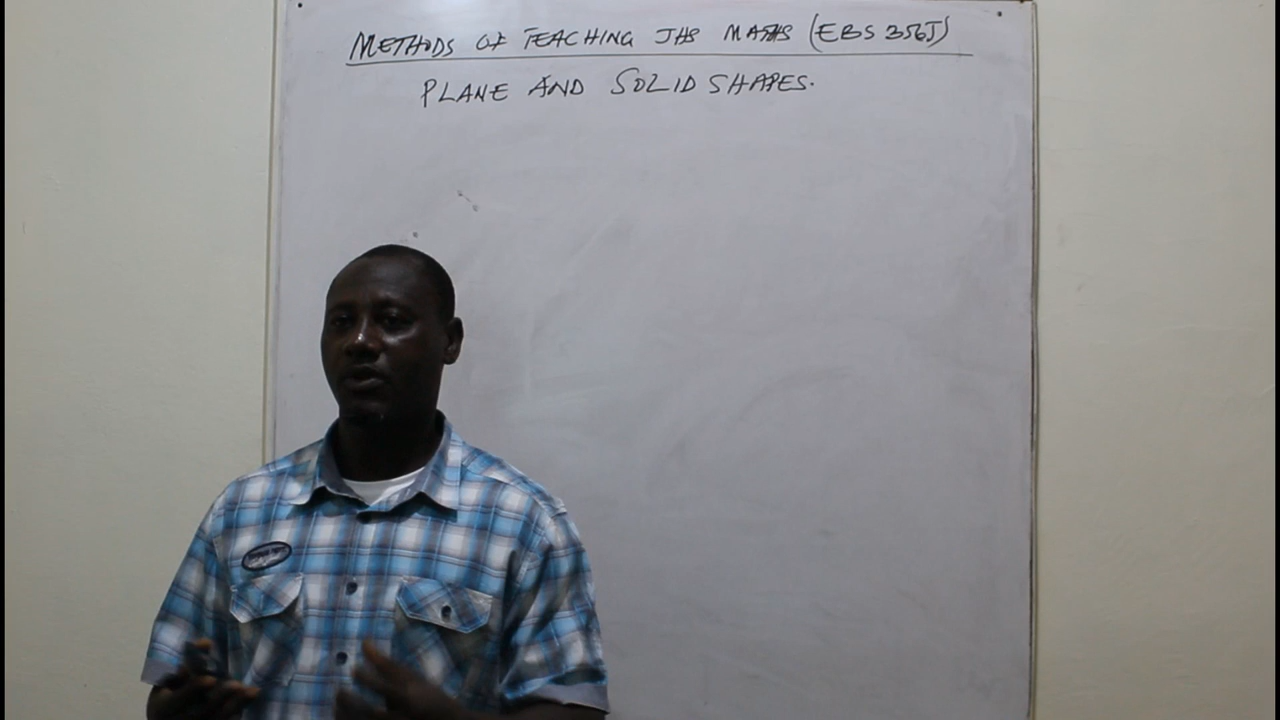 METHODS OF TEACHING JHS MATHS (EBS 356J)
PLANE AND SOLID SHAPES.